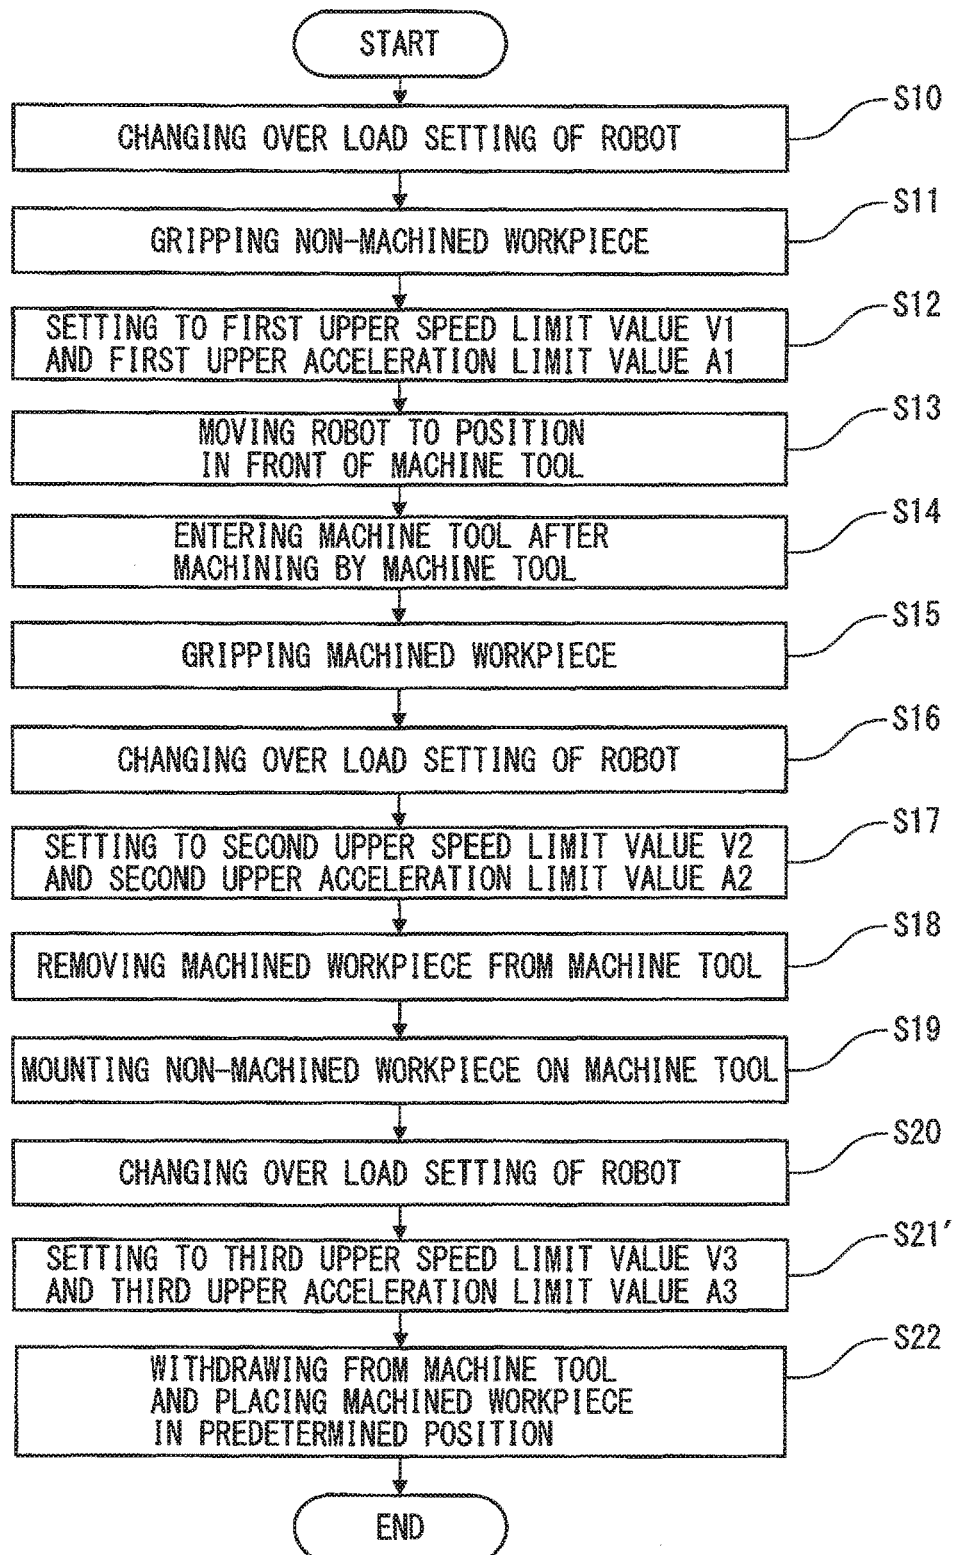 START
CHANGING OVER LOAD SETTING OF ROBOT
S10
GRIPPING NON-MACHINED WORKPIECE
S11
SETTING TO FIRST UPPER SPEED LIMIT VALUE V1
AND FIRST UPPER ACCELERATION LIMIT VALUE A1
S12
MOVING ROBOT TO POSITION
IN FRONT OF MACHINE TOOL
S13
ENTERING MACHINE TOOL AFTER
MACHINING BY MACHINE TOOL
S14
GRIPPING MACHINED WORKPIECE
S15
CHANGING OVER LOAD SETTING OF ROBOT
S16
SETTING TO SECOND UPPER SPEED LIMIT VALUE V2
AND SECOND UPPER ACCELERATION LIMIT VALUE A2
S17
REMOVING MACHINED WORKPIECE FROM MACHINE TOOL
S18
MOUNTING NON-MACHINED WORKPIECE ON MACHINE TOOL
S19
CHANGING OVER LOAD SETTING OF ROBOT
S20
SETTING TO THIRD UPPER SPEED LIMIT VALUE V3
AND THIRD UPPER ACCELERATION LIMIT VALUE A3
S21'
WITHDRAWING FROM MACHINE TOOL
AND PLACING MACHINED WORKPIECE
IN PREDETERMINED POSITION
S22
END